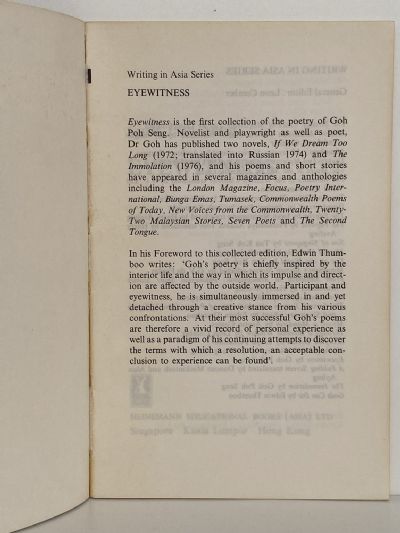 Writing in Asia Series
EYEWITNESS
Eyewitness is the first collection of the poetry of Goh
Poh Seng. Novelist and playwright as well as poet,
Dr Goh has published two novels, If We Dream Too
Long (1972; translated into Russian 1974) and The
Immolation (1976), and his poems and short stories
have appeared in several magazines and anthologies
including the London Magazine, Focus, Poetry Inter-
national, Bunga Emas, Tumasek, Commonwealth Poems
of Today, New Voices from the Commonwealth, Twenty-
Two Malaysian Stories, Seven Poets and The Second
Tongue.
In his Foreword to this collected edition, Edwin Thum-
boo writes: 'Goh's poetry is chiefly inspired by the
interior life and the way in which its impulse and direct-
ion are affected by the outside world. Participant and
eyewitness, he is simultaneously immersed in and yet
detached through a creative stance from his various
confrontations. At their most successful Goh's poems
are therefore a vivid record of personal experience as
well as a paradigm of his continuing attempts to discover
the terms with which a resolution, an acceptable con-
clusion to experience can be found'.